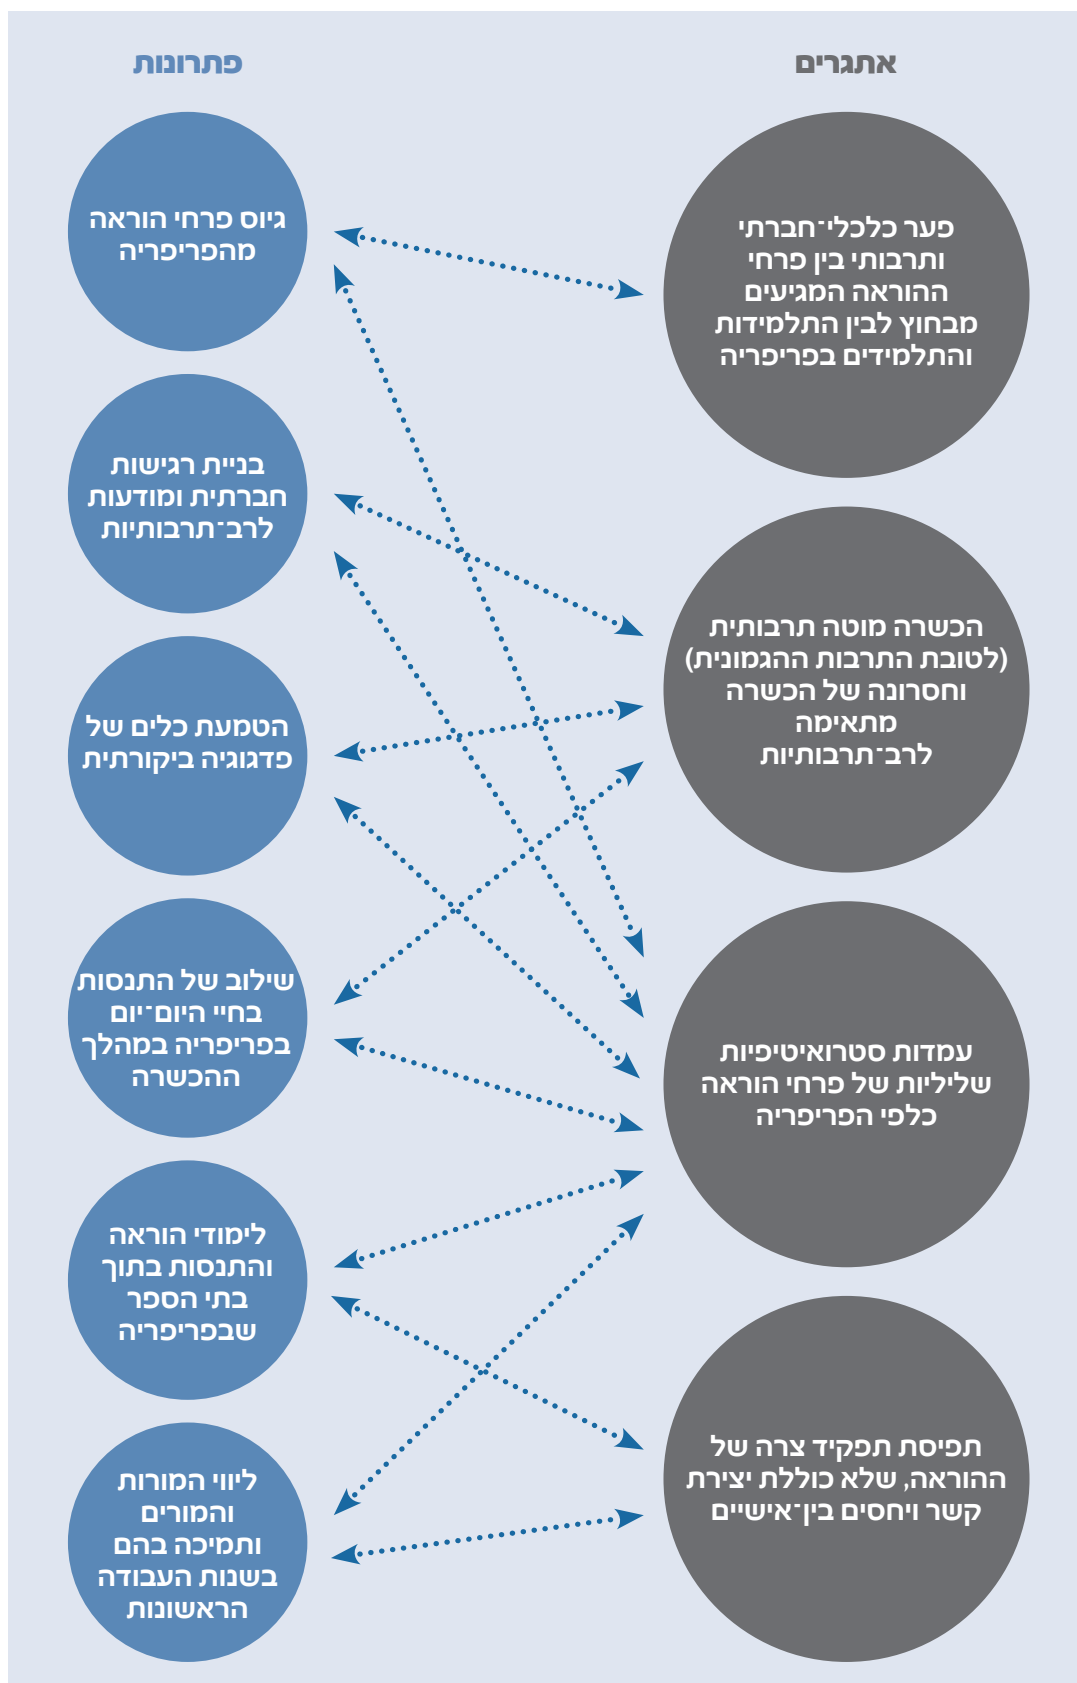 אתגרים
פער כלכלי־חברתי
ותרבותי בין פרחי
ההוראה המגיעים
מבחוץ לבין התלמידות
והתלמידים בפריפריה
הכשרה מוטה תרבותית
(לטובת התרבות ההגמונית)
וחסרונה של הכשרה
מתאימה
לרב־תרבותיות
עמדות סטרואיטיפיות
שליליות של פרחי הוראה
כלפי הפריפריה
תפיסת תפקיד צרה של
ההוראה, שלא כוללת יצירת
קשר ויחסים בין־אישיים
פתרונות
גיוס פרחי הוראה
מהפריפריה
בניית רגישות
חברתית ומודעות
לרב־תרבותיות
הטמעת כלים של
פדגוגיה ביקורתית
שילוב של התנסות
בחיי היום־יום
בפריפריה במהלך
ההכשרה
לימודי הוראה
והתנסות בתוך
בתי הספר
שבפריפריה
ליווי המורות
והמורים
ותמיכה בהם
בשנות העבודה
הראשונות